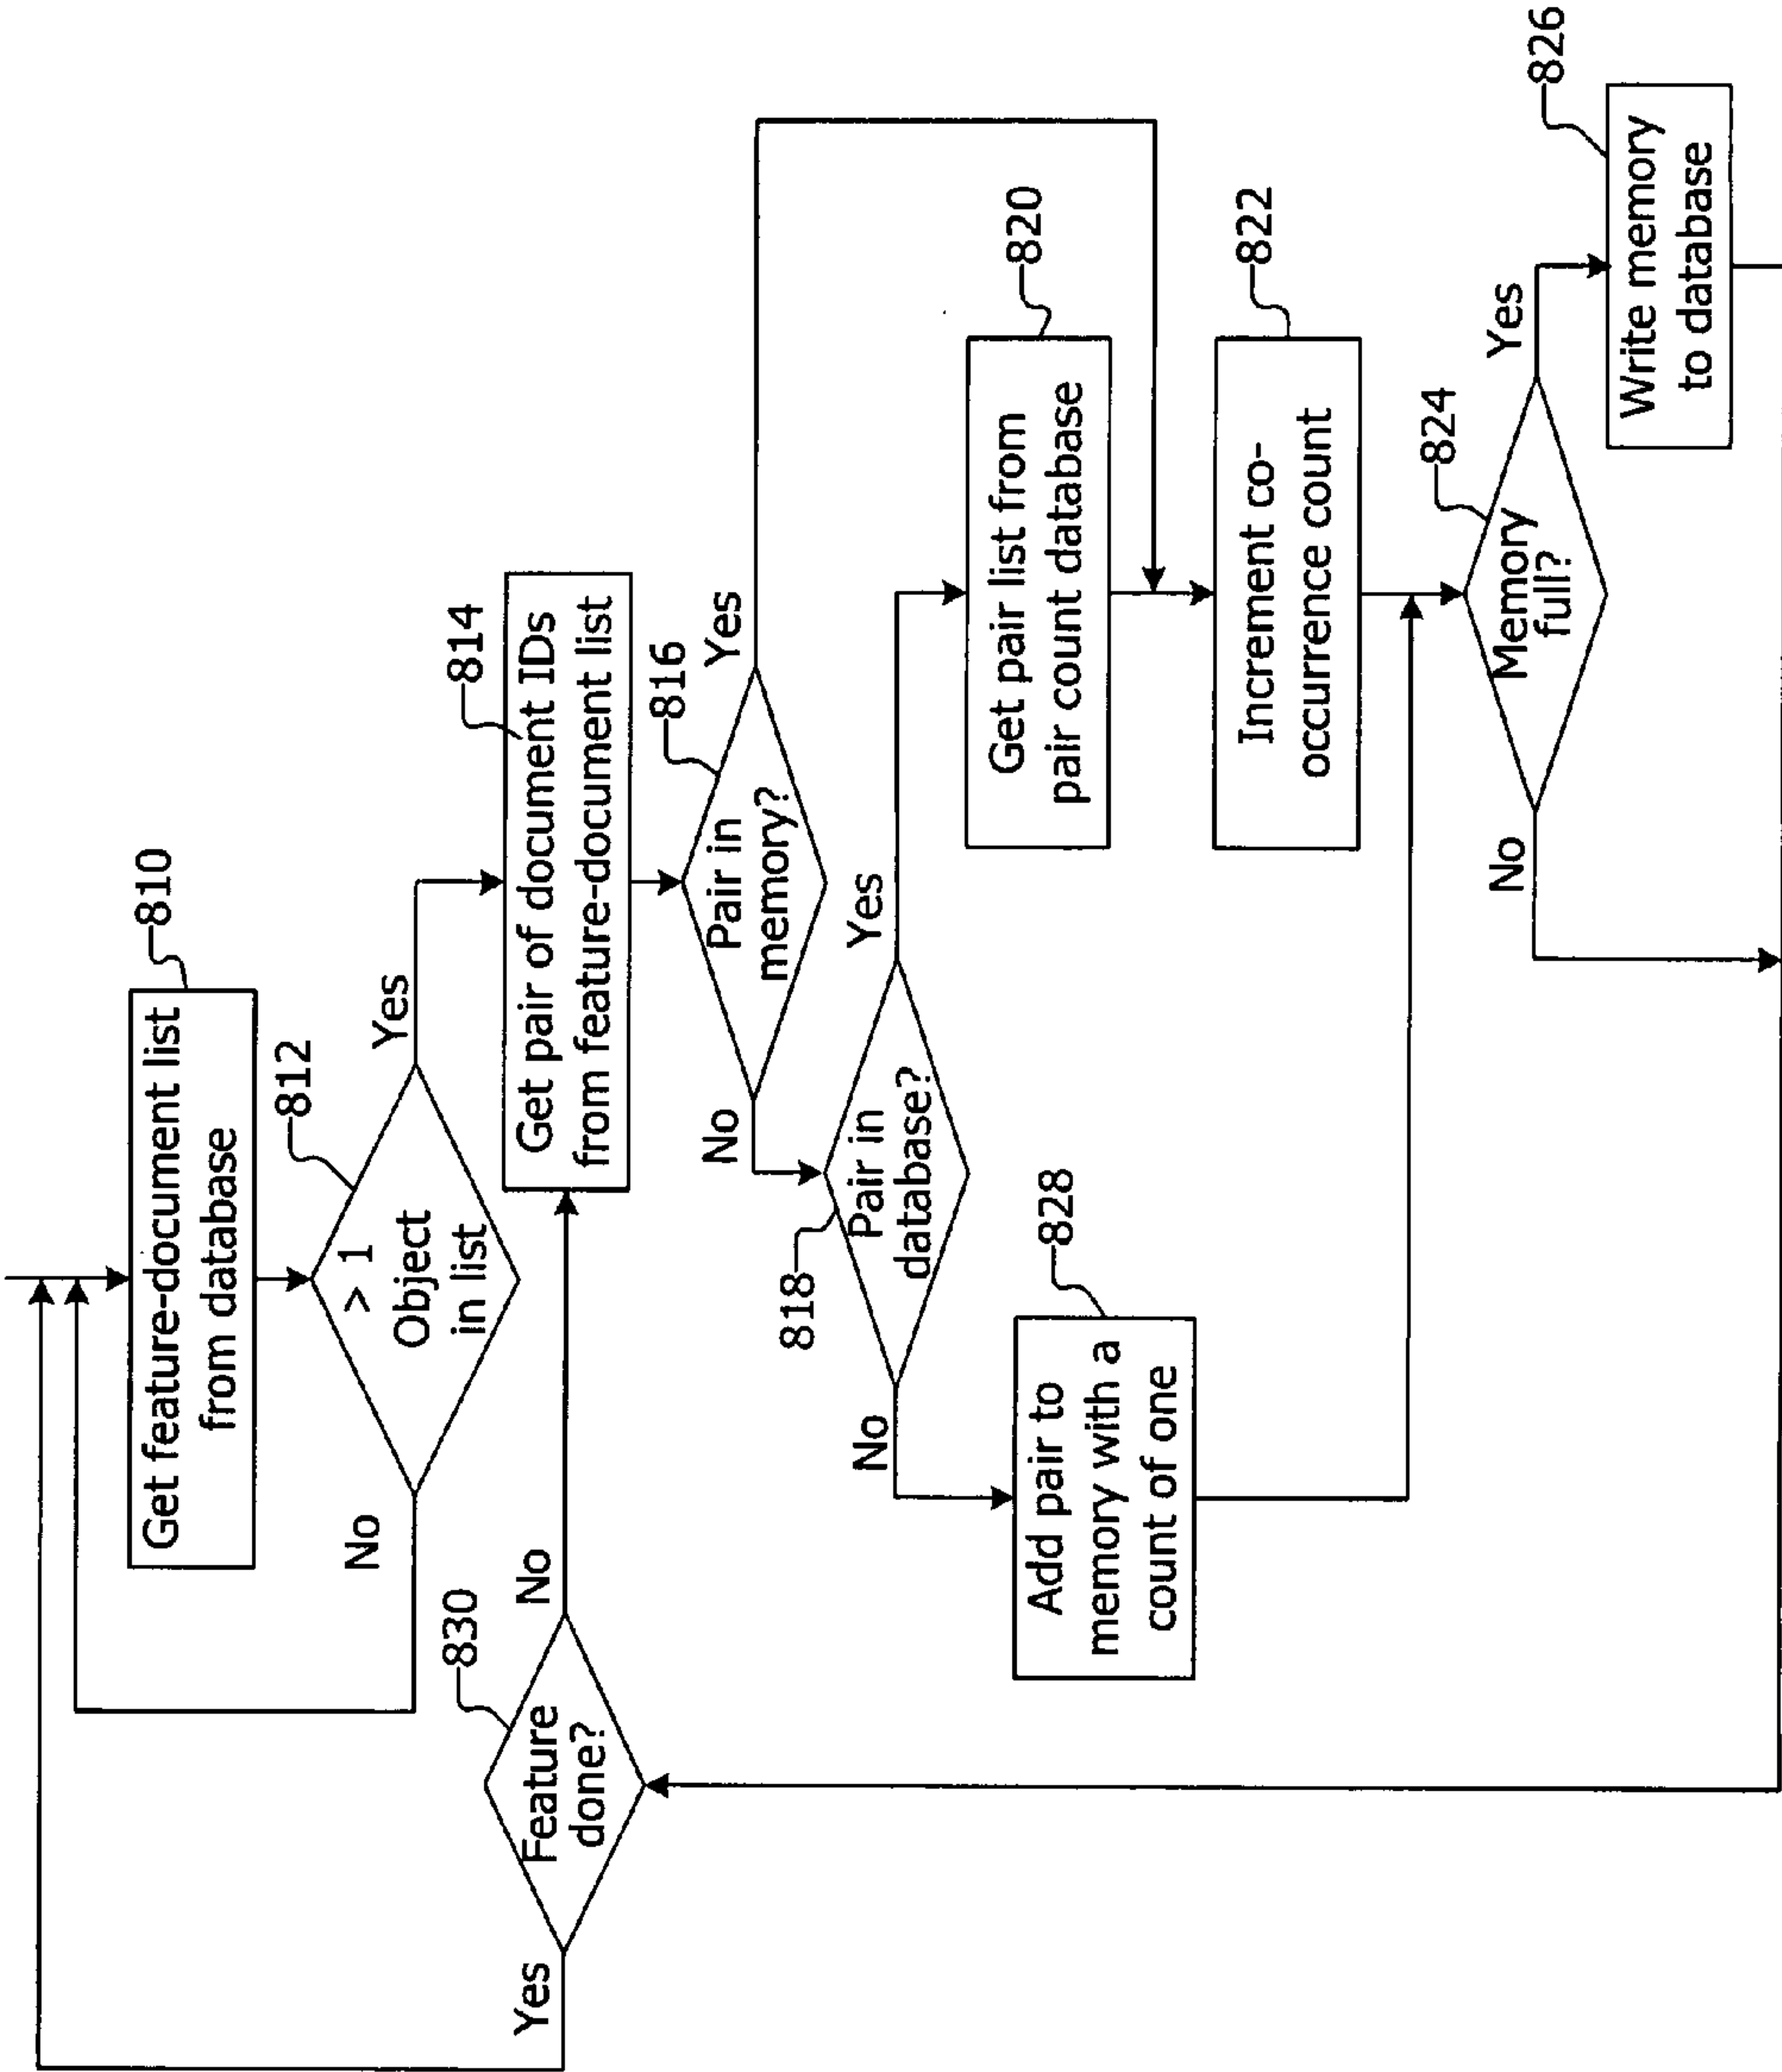 Get feature-document list
from database
810
> 1
Object
in list
812
Yes
No
Get pair of document IDs
from feature-document list
814
Feature
done?
830
No
Yes
Pair in
memory?
816
Yes
No
Pair in
database?
818
Yes
No
Get pair list from
pair count database
820
Add pair to
memory with a
count of one
828
Increment co-
occurrence count
822
Memory
full?
824
Yes
No
Write memory
to database
826